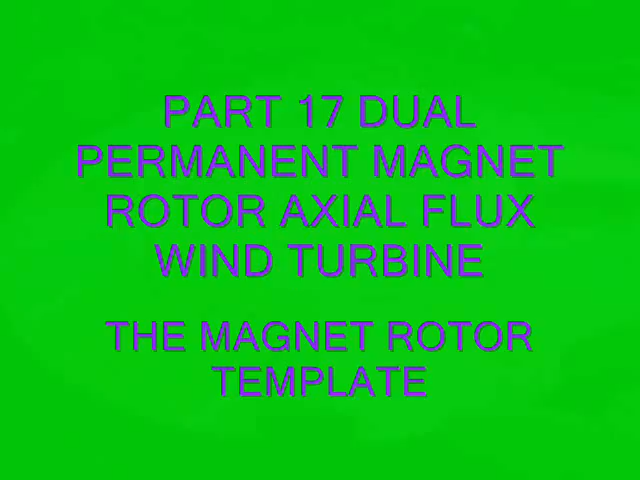 PART 17 DUAL
PERMANENT MAGNET
ROTOR AXIAL FLUX
WIND TURBINE
THE MAGNET ROTOR
TEMPLATE